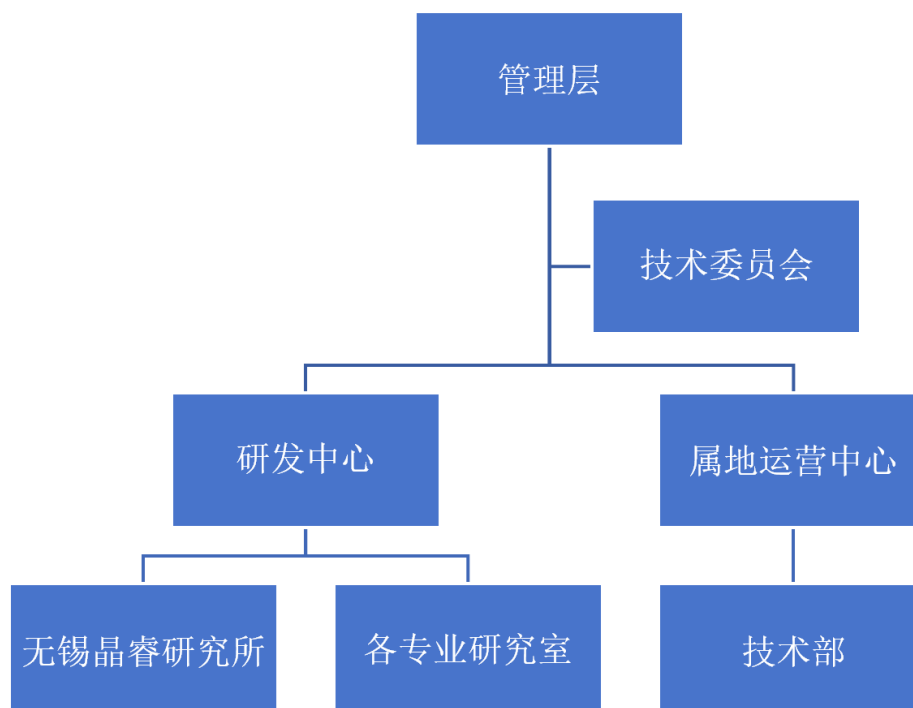 管理层
技术委员会
研发中心
属地运营中心
无锡晶睿研究所
各专业研究室
技术部